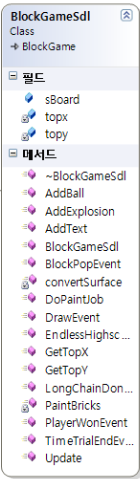 BlockGameSdl
Class
BlockGame
필드
sBoard
topx
topy
메서드
~BlockGameSdl
AddBall
AddExplosion
AddText
BlockGameSdl
BlockPopEvent
convertSurface
DoPaintJob
DrawEvent
EndlessHighsc…
GetTopX
GetTopY
LongChainDon…
PaintBricks
PlayerWonEvent
TimeTrialEndEv…
Update